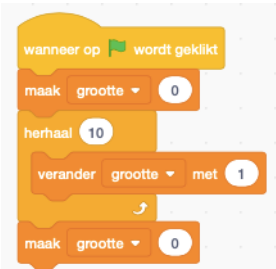 wanneer op wordt geklikt
maak grootte 0
herhaal 10
verander grootte met 1
maak grootte 0